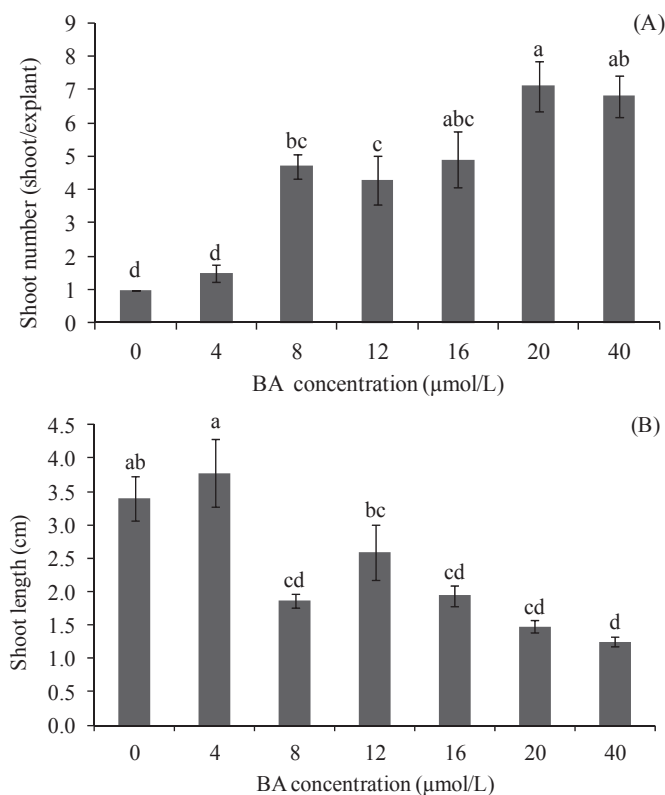 (A)
Shoot number (shoot/explant)
9
8
7
6
5
4
3
2
1
0
d
d
bc
c
abc
a
ab
0 4 8 12 16 20 40
BA concentration (μmol/L)
(B)
Shoot length (cm)
4.5
4.0
3.5
3.0
2.5
2.0
1.5
1.0
0.5
0.0
ab
a
cd
bc
cd
cd
d
0 4 8 12 16 20 40
BA concentration (μmol/L)